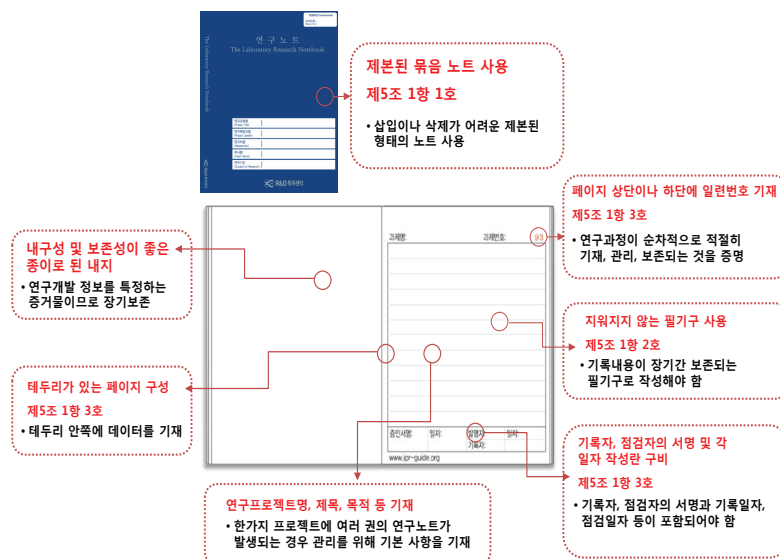 연구노트
The Laboratory Research Notebook
R&D특허센터
제본된 묶음 노트 사용
제5조 1항 1호
• 삽입이나 삭제가 어려운 제본된
형태의 노트 사용
페이지 상단이나 하단에 일련번호 기재
제5조 1항 3호
• 연구과정이 순차적으로 적절히
기재, 관리, 보존되는 것을 증명
내구성 및 보존성이 좋은
종이로 된 내지
• 연구개발 정보를 특정하는
증거물이므로 장기보존
과제명: 과제번호: 93
지워지지 않는 필기구 사용
제5조 1항 2호
• 기록내용이 장기간 보존되는
필기구로 작성해야 함
테두리가 있는 페이지 구성
제5조 1항 3호
• 테두리 안쪽에 데이터를 기재
증인서명: 일자: 발명자: 일자:
기록자:
www.ipr-guide.org
기록자, 점검자의 서명 및 각
일자 작성란 구비
제5조 1항 3호
• 기록자, 점검자의 서명과 기록일자,
점검일자 등이 포함되어야 함
연구프로젝트명, 제목, 목적 등 기재
• 한가지 프로젝트에 여러 권의 연구노트가
발생되는 경우 관리를 위해 기본 사항을 기재